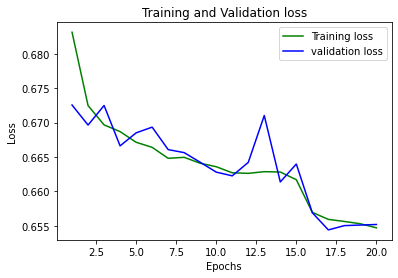 Training and Validation loss
Training loss
validation loss
0.680
0.675
0.670
0.665
0.660
0.655
Loss
2.5 5.0 7.5 10.0 12.5 15.0 17.5 20.0
Epochs